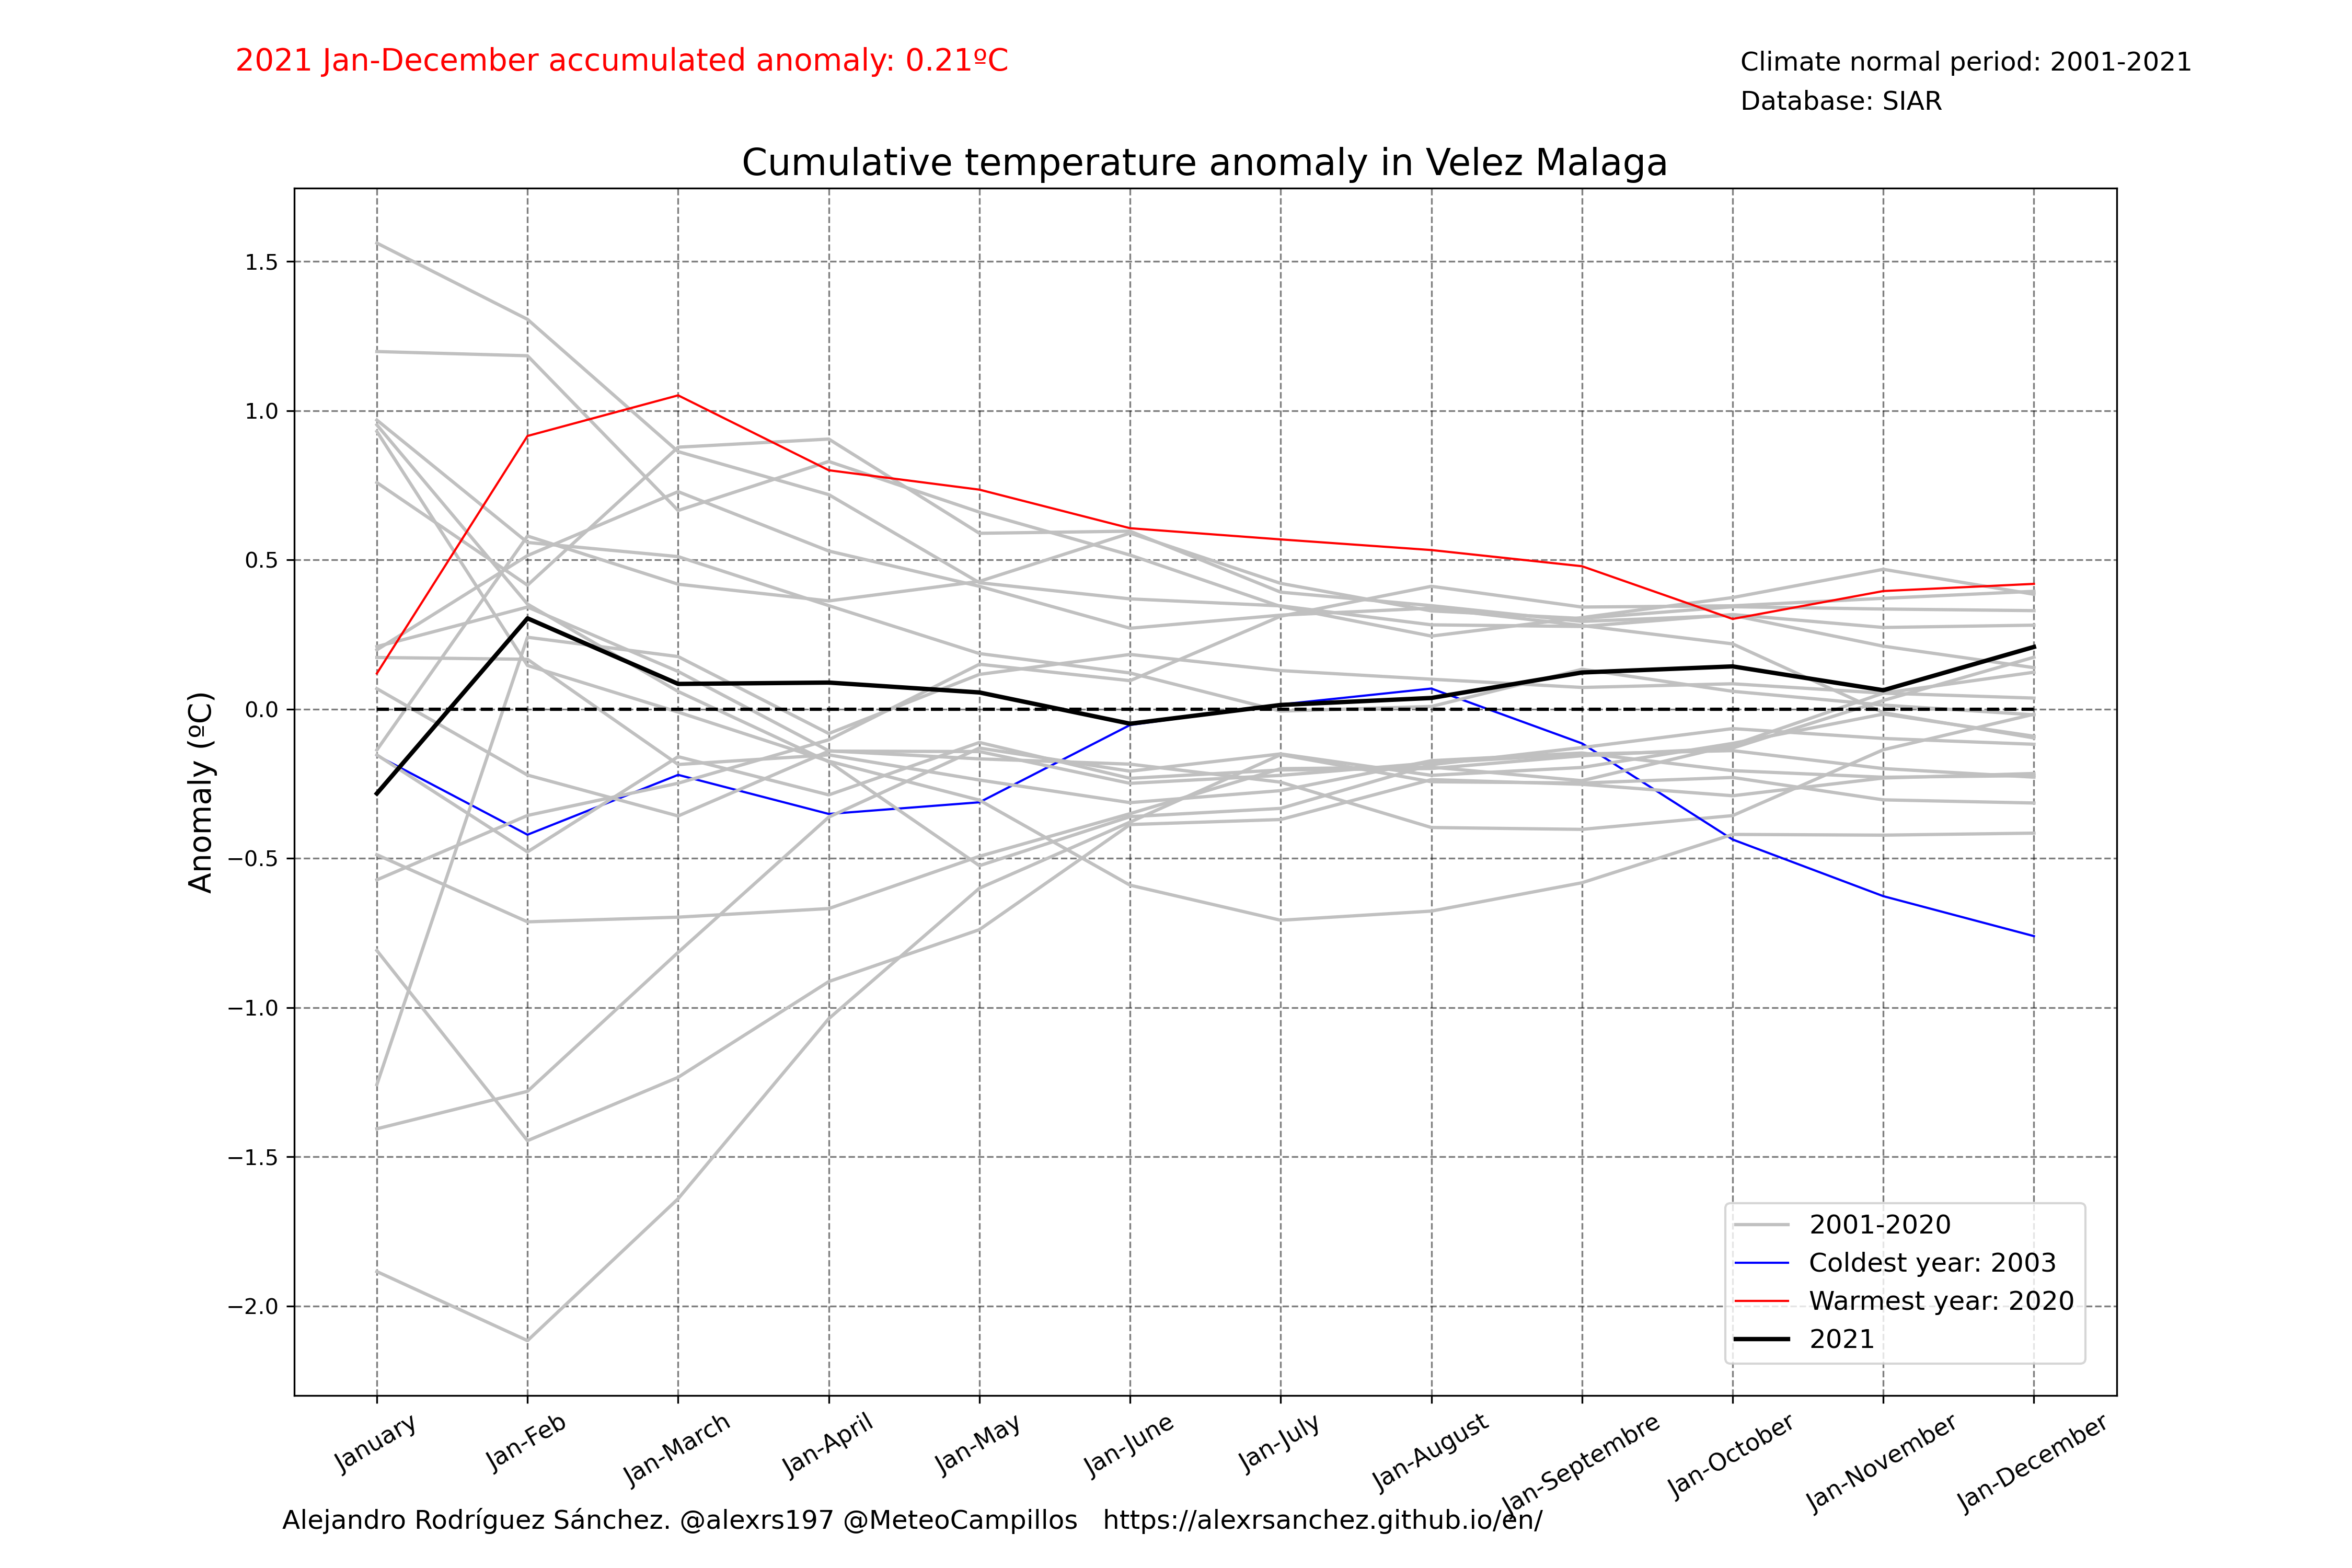 2021 Jan-December accumulated anomaly: 0.21ºC
Climate normal period: 2001-2021
Database: SIAR
Cumulative temperature anomaly in Velez Malaga
Anomaly (ºC)
1.5
1.0
0.5
0.0
−0.5
−1.0
−1.5
−2.0
2001-2020
Coldest year: 2003
Warmest year: 2020
2021
January
Jan-Feb
Jan-March
Jan-April
Jan-May
Jan-June
Jan-July
Jan-August
Jan-Septembre
Jan-October
Jan-November
Jan-December
Alejandro Rodríguez Sánchez. @alexrs197 @MeteoCampillos https://alexrsanchez.github.io/en/